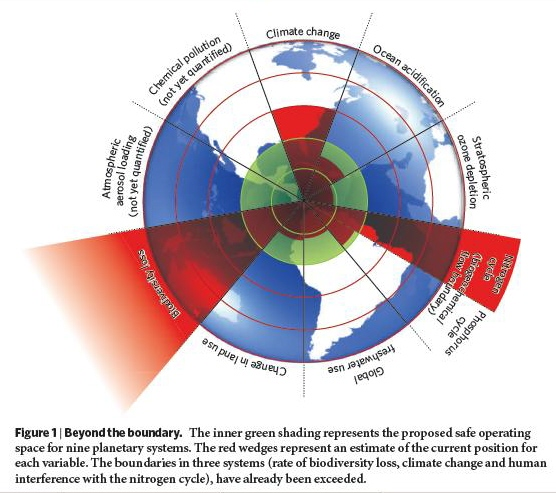 Climate change
Ocean acidification
Stratospheric
ozone depletion
Nitrogen
cycle
(biogeochemical
flow boundary)
Phosphorus
cycle
Global
freshwater use
Change in land use
Biodiversity loss
Atmospheric
aerosol loading
(not yet quantified)
Chemical pollution
(not yet quantified)
Figure 1 | Beyond the boundary. The inner green shading represents the proposed safe operating
space for nine planetary systems. The red wedges represent an estimate of the current position for
each variable. The boundaries in three systems (rate of biodiversity loss, climate change and human
interference with the nitrogen cycle), have already been exceeded.